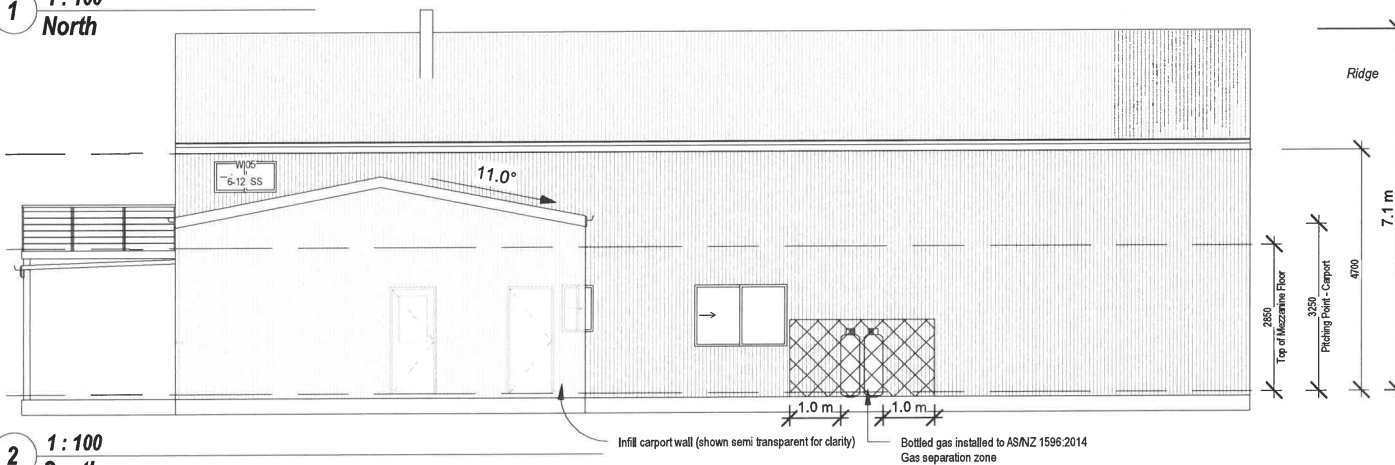 1
1 : 100
North
Ridge
W05
6-12 SS
11.0°
7.1 m
4700
3250
Pitching Point - Carport
2850
Top of Mezzanine Floor
1.0 m
1.0 m
Infill carport wall (shown semi transparent for clarity)
Bottled gas installed to AS/NZ 1596:2014
Gas separation zone
2
1 : 100